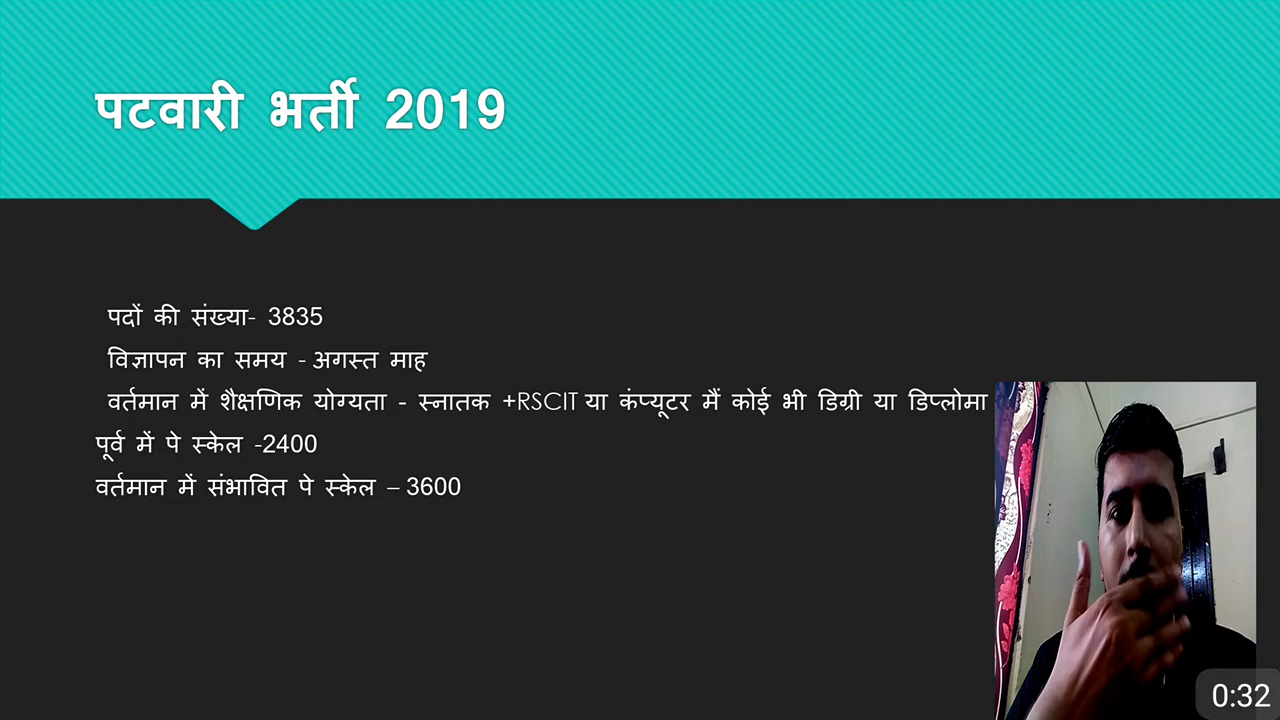 पटवारी भर्ती 2019
पदों की संख्या- 3835
विज्ञापन का समय - अगस्त माह
वर्तमान में शैक्षणिक योग्यता - स्नातक +RSCIT या कंप्यूटर मैं कोई भी डिग्री या डिप्लोमा
पूर्व में पे स्केल -2400
वर्तमान में संभावित पे स्केल – 3600
0:32